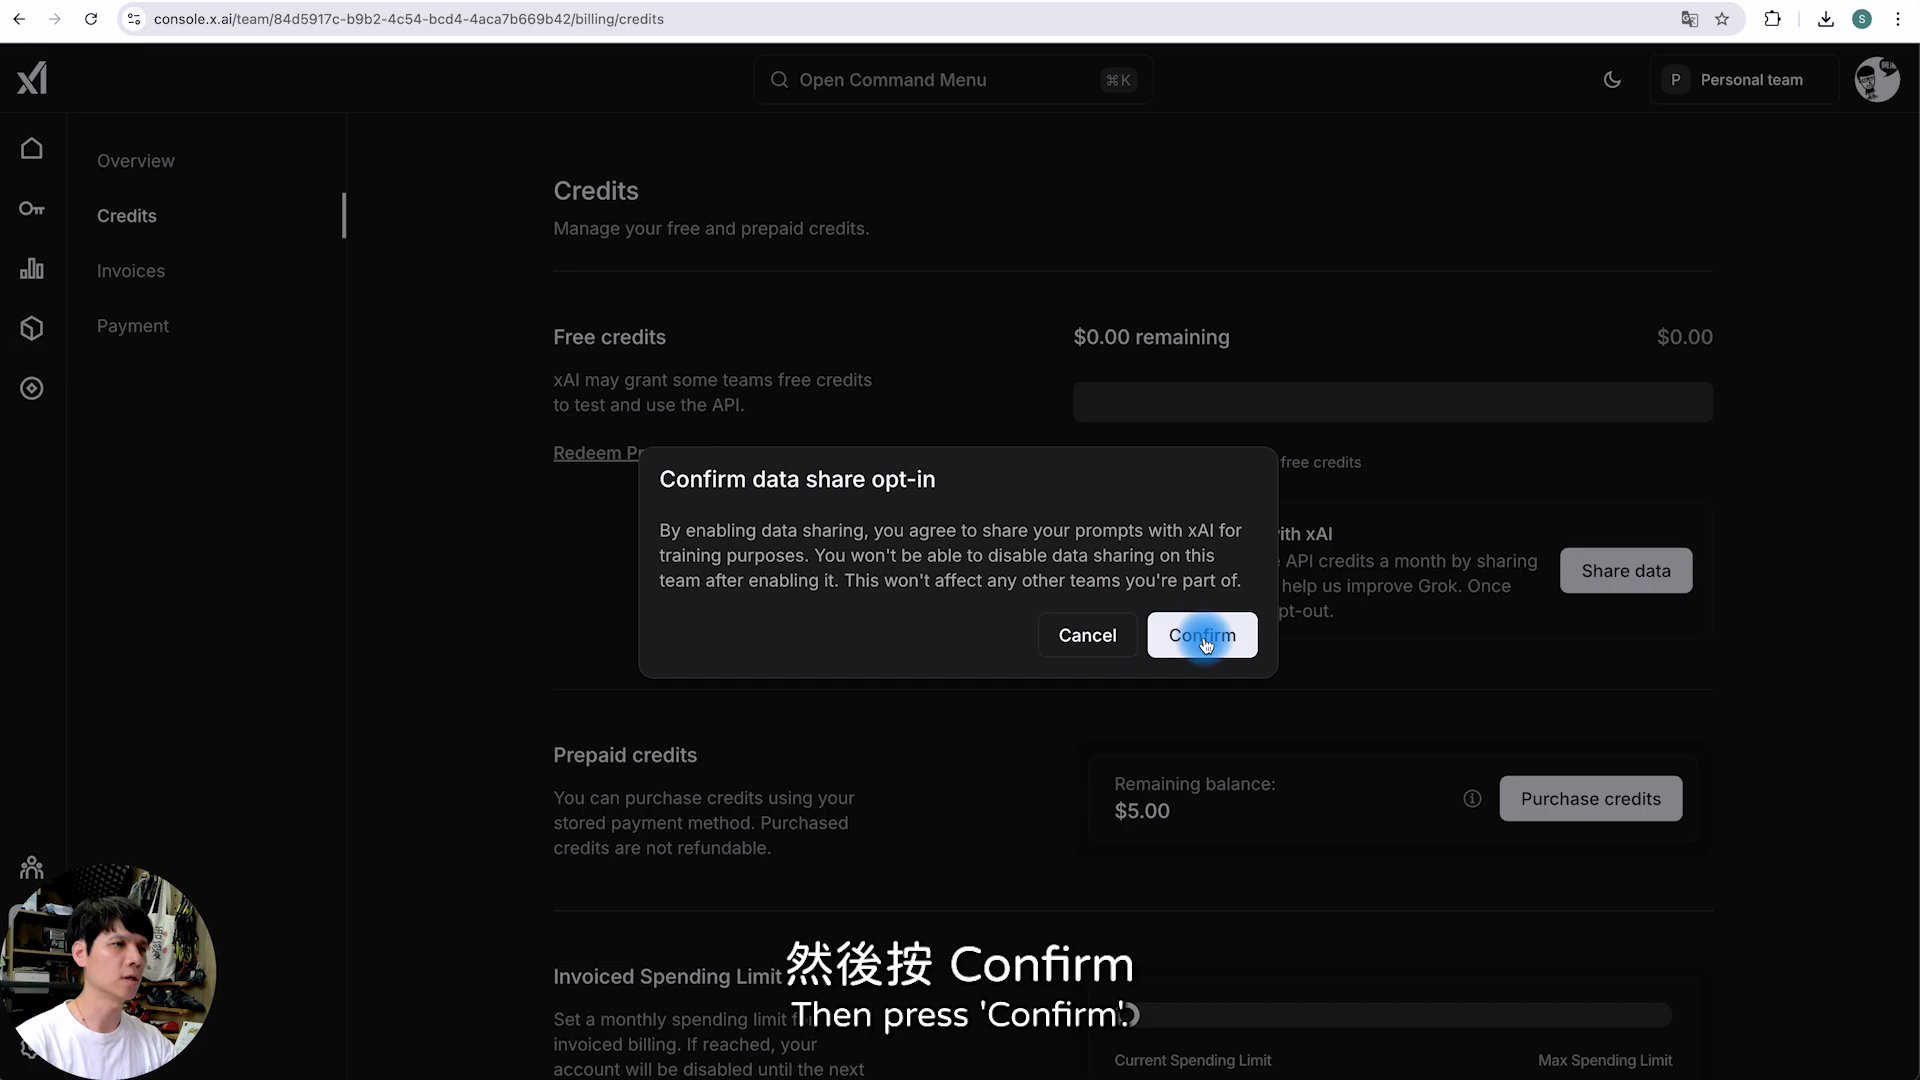 console.x.ai/team/84d5917c-b9b2-4c54-bcd4-4aca7b669b42/billing/credits
S
Open Command Menu
⌘K
P
Personal team
Overview
Credits
Invoices
Payment
Credits
Manage your free and prepaid credits.
Free credits
$0.00 remaining
$0.00
xAI may grant some teams free credits
to test and use the API.
Redeem
free credits
Confirm data share opt-in
By enabling data sharing, you agree to share your prompts with xAI for
training purposes. You won't be able to disable data sharing on this
team after enabling it. This won't affect any other teams you're part of.
Cancel
Confirm
xAI
API credits a month by sharing
help us improve Grok. Once
Share data
Prepaid credits
You can purchase credits using your
stored payment method. Purchased
credits are not refundable.
Remaining balance:
$5.00
Purchase credits
Invoiced Spending Limit
Set a monthly spending limit
invoiced billing. If reached, your
account will be disabled until the next
Current Spending Limit
Max Spending Limit
然後按 Confirm
Then press 'Confirm'.